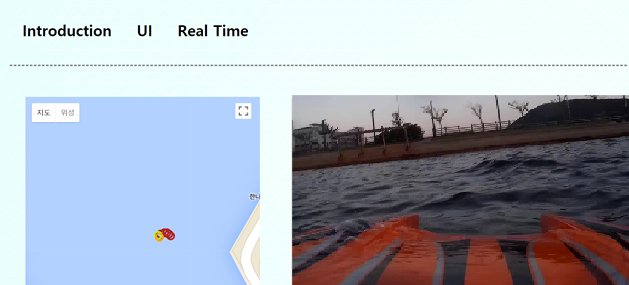 Introduction UI Real Time
지도 위성